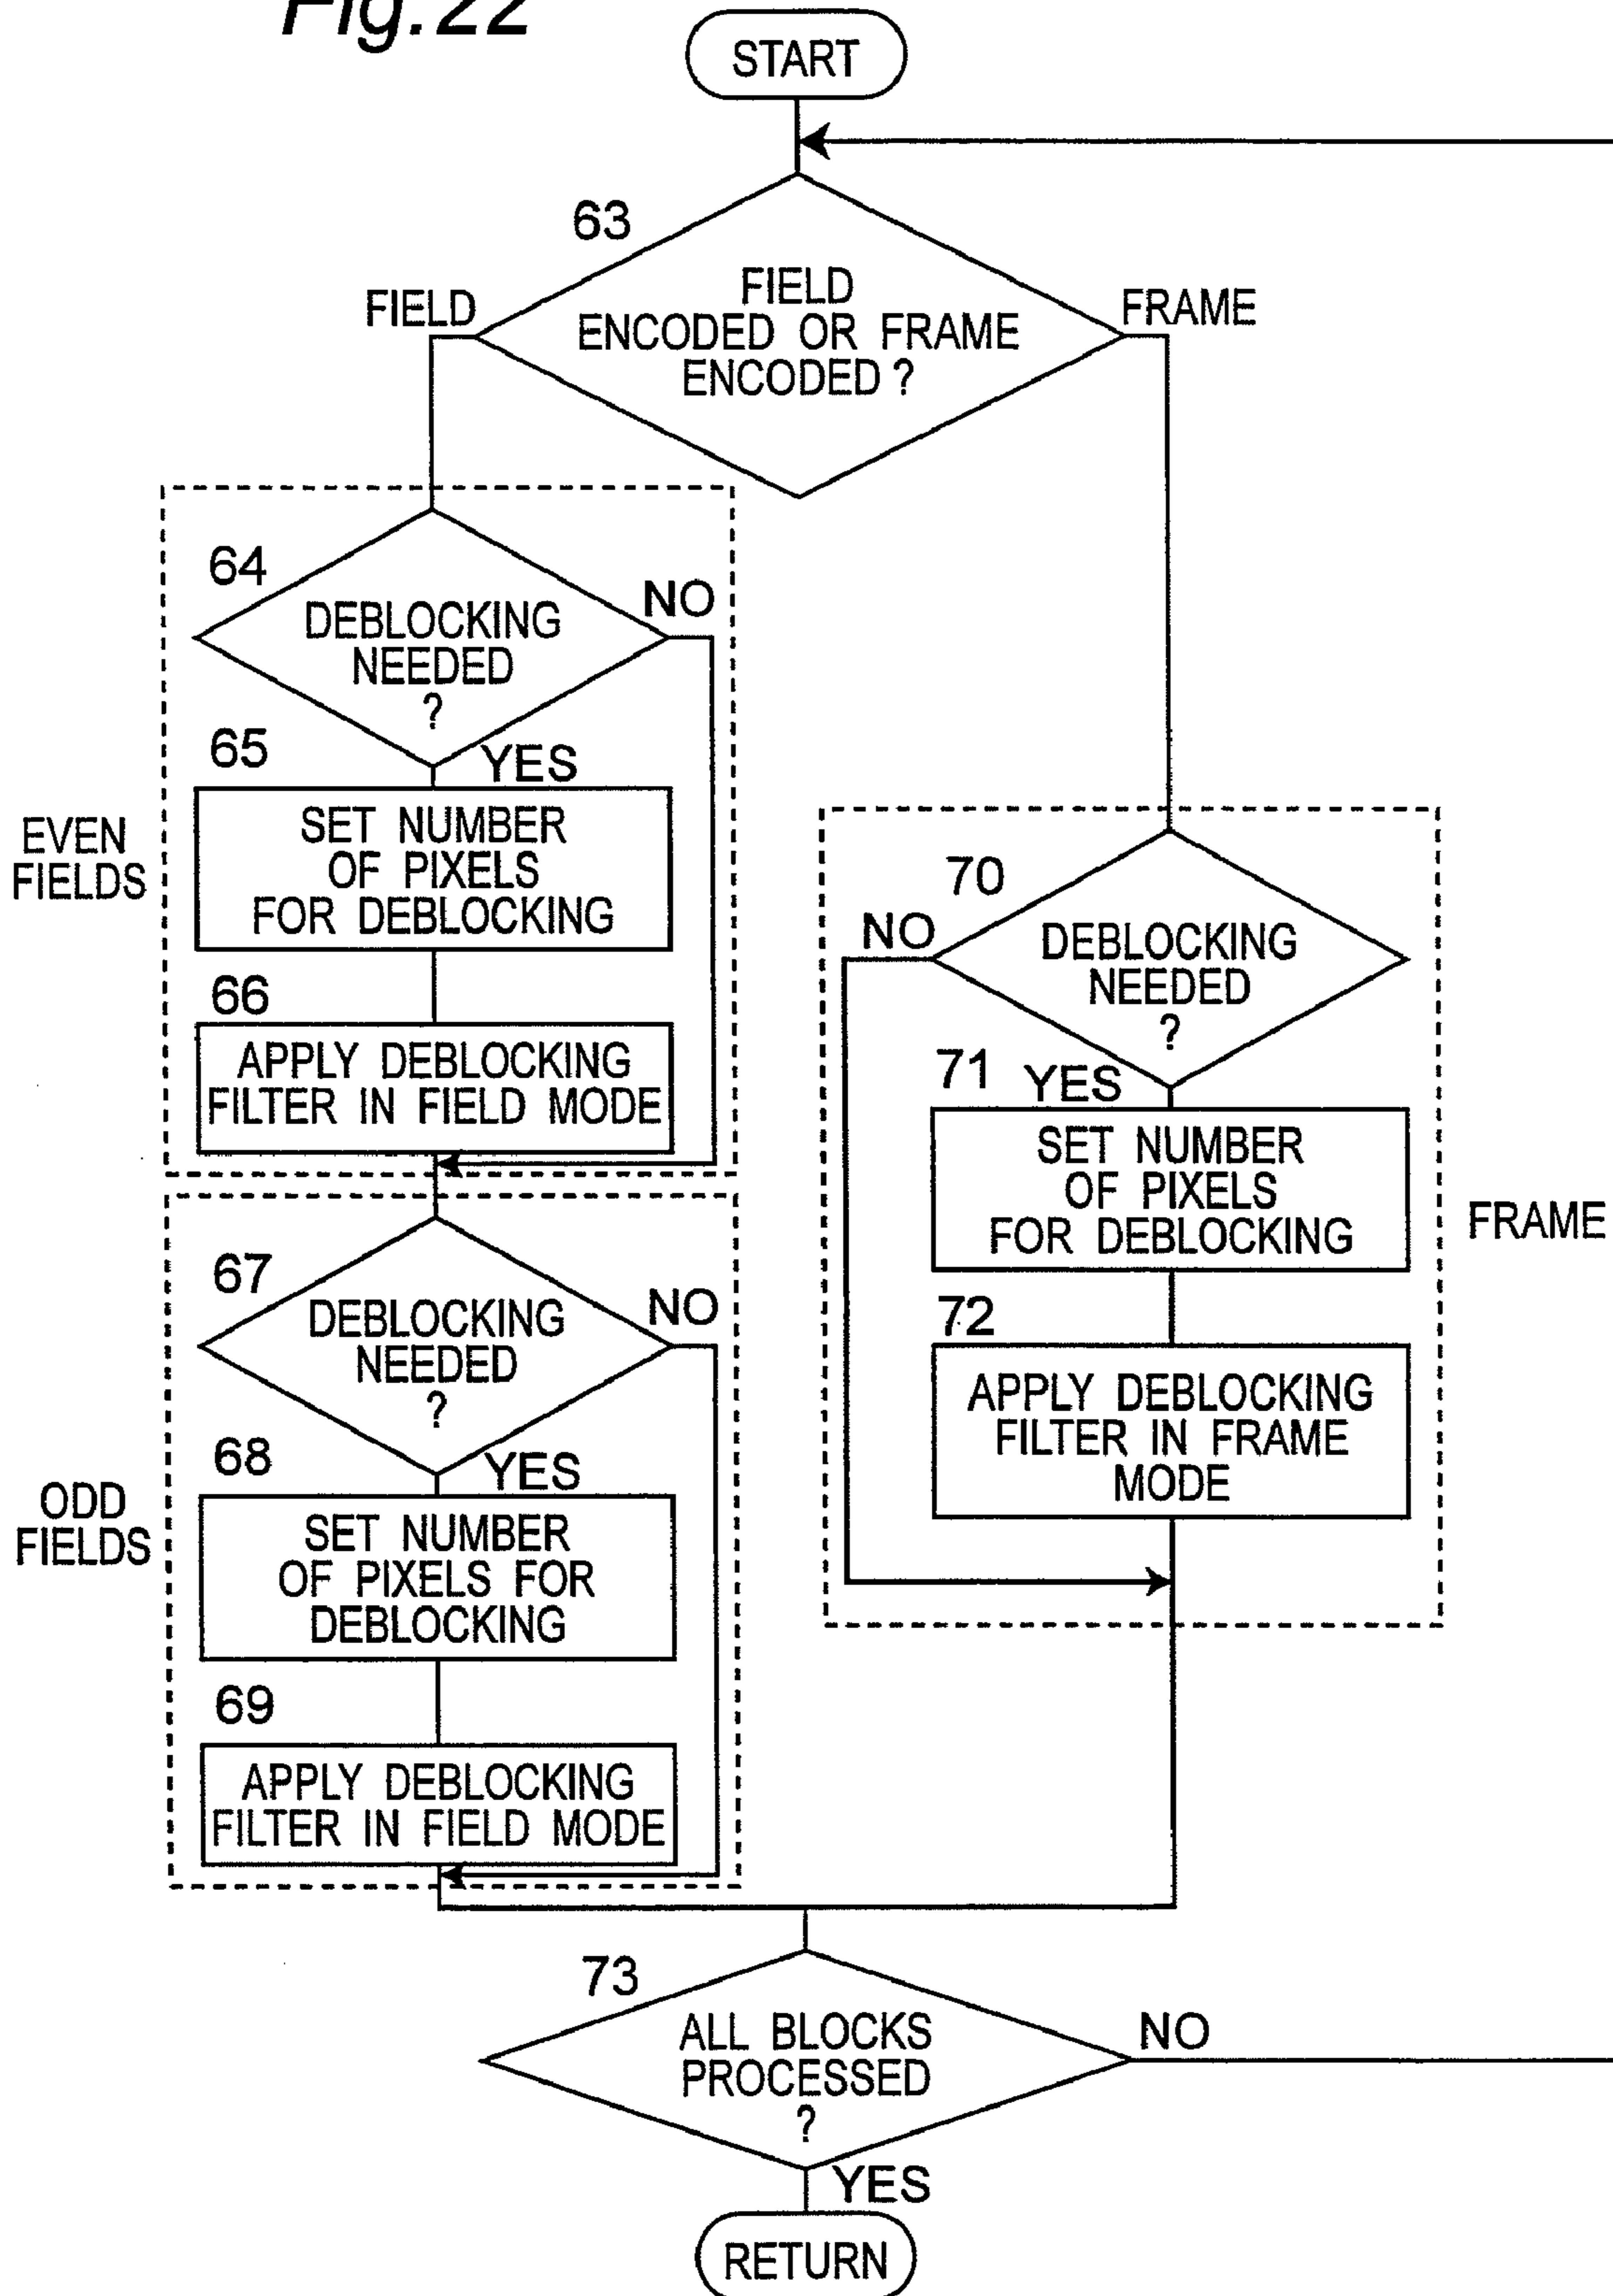 Fig. 22
START
63
FIELD
ENCODED OR FRAME
ENCODED ?
FIELD
FRAME
64
DEBLOCKING
NEEDED
?
NO
YES
65
SET NUMBER
OF PIXELS
FOR DEBLOCKING
EVEN
FIELDS
66
APPLY DEBLOCKING
FILTER IN FIELD MODE
67
DEBLOCKING
NEEDED
?
NO
YES
68
SET NUMBER
OF PIXELS FOR
DEBLOCKING
ODD
FIELDS
69
APPLY DEBLOCKING
FILTER IN FIELD MODE
70
DEBLOCKING
NEEDED
?
NO
YES
71
SET NUMBER
OF PIXELS
FOR DEBLOCKING
FRAME
72
APPLY DEBLOCKING
FILTER IN FRAME
MODE
73
ALL BLOCKS
PROCESSED
?
NO
YES
RETURN